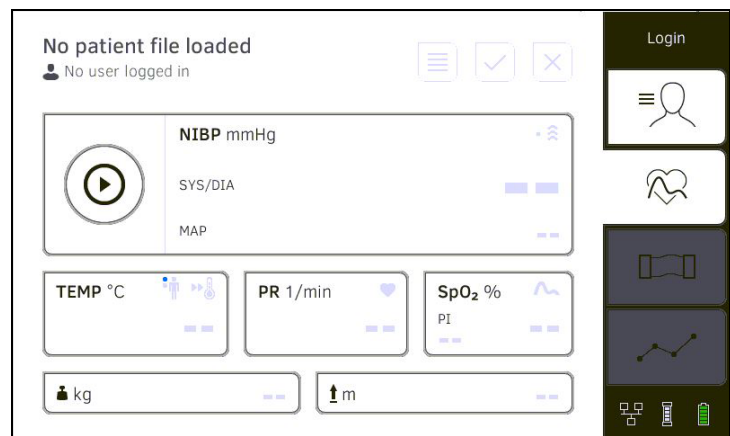 No patient file loaded
No user logged in
Login
NIBP mmHg
SYS/DIA
-- --
MAP
--
TEMP °C
--
PR 1/min
--
SpO₂ %
PI
--
--
kg
--
m
--